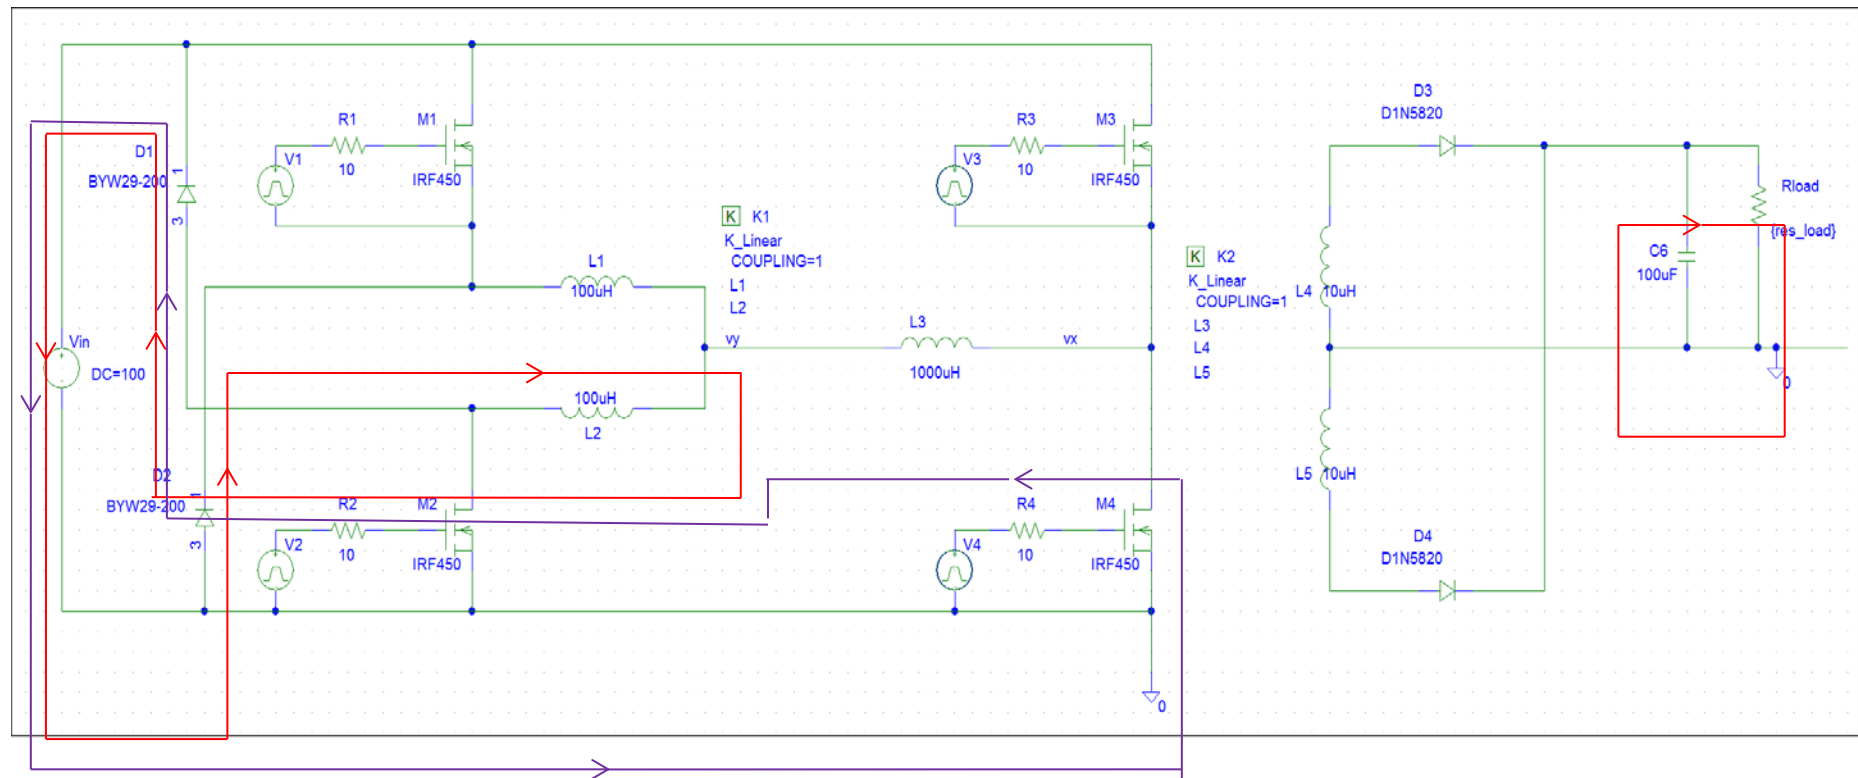 D3
D1N5820
R1
M1
R3
M3
D1
1
V1
V3
BYW29-200
10
IRF450
10
IRF450
Rload
3
K
K1
{res_load}
K_Linear
COUPLING=1
L1
L2
K
K2
K_Linear
COUPLING=1
L3
L4
L5
C6
100uF
L1
100uH
L4
10uH
L3
vy
vx
Vin
DC=100
1000uH
0
100uH
L2
D2
L5
10uH
1
BYW29-200
R2
M2
R4
M4
3
V2
V4
10
IRF450
10
IRF450
D4
D1N5820
0